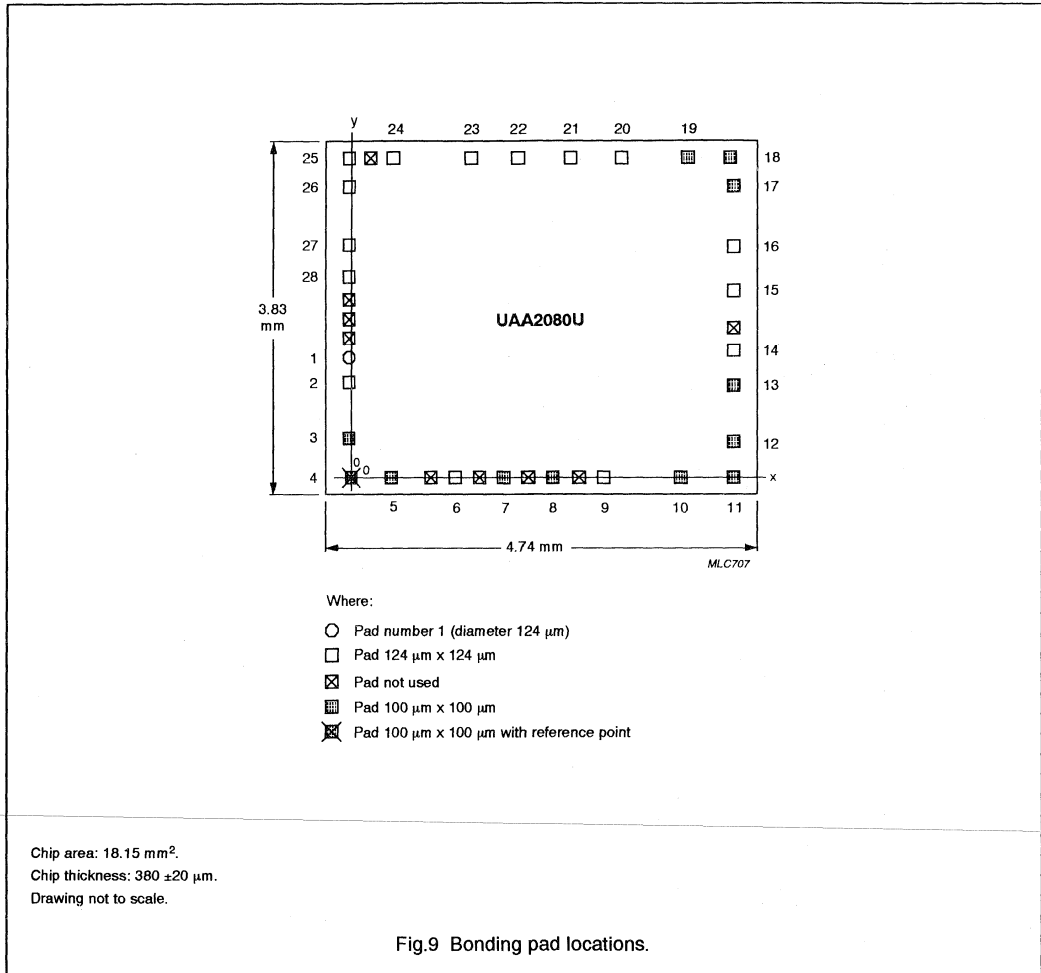 y
24 23 22 21 20 19
25 18
26 17
27 16
28 15
3.83
mm
UAA2080U
1 14
2 13
3 12
0
0
4 x
5 6 7 8 9 10 11
4.74 mm
MLC707
Where:
Pad number 1 (diameter 124 μm)
Pad 124 μm x 124 μm
Pad not used
Pad 100 μm x 100 μm
Pad 100 μm x 100 μm with reference point
Chip area: 18.15 mm².
Chip thickness: 380 ±20 μm.
Drawing not to scale.
Fig.9 Bonding pad locations.